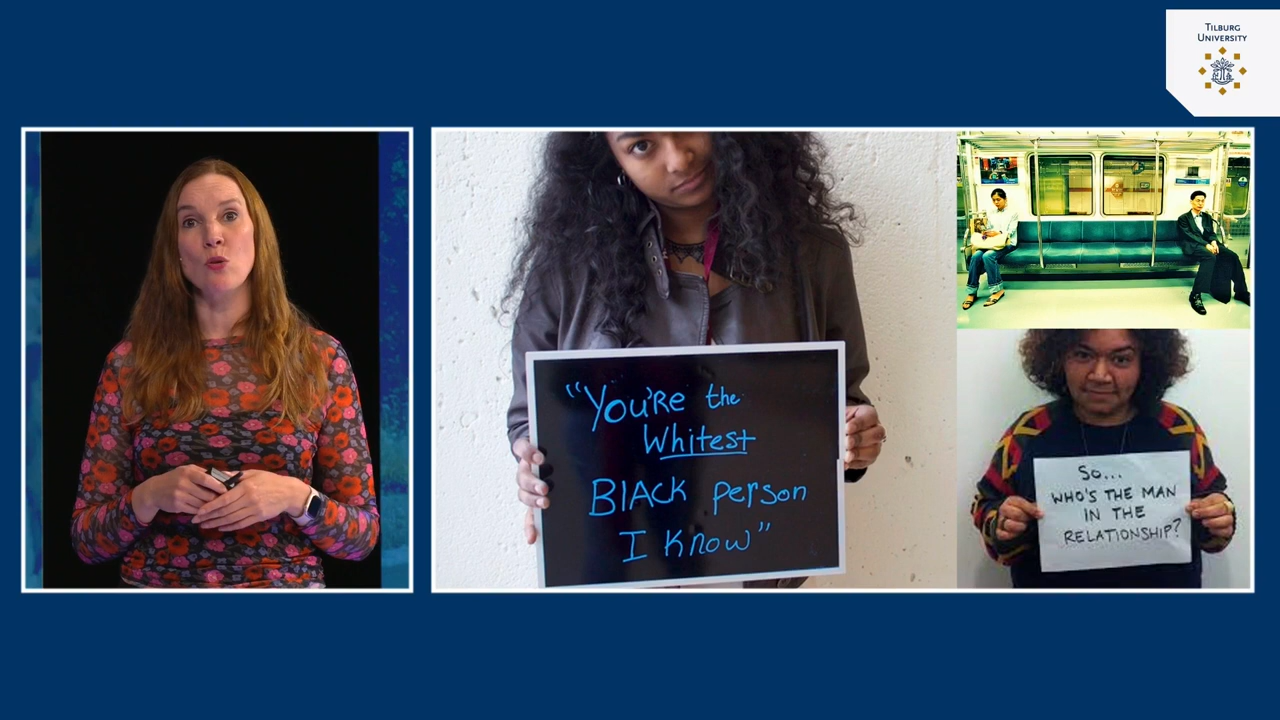 TILBURG
UNIVERSITY
"You're the
Whitest
BlACK person
I know"
So...
WHO'S THE MAN
IN THE
RELATIONSHIP?